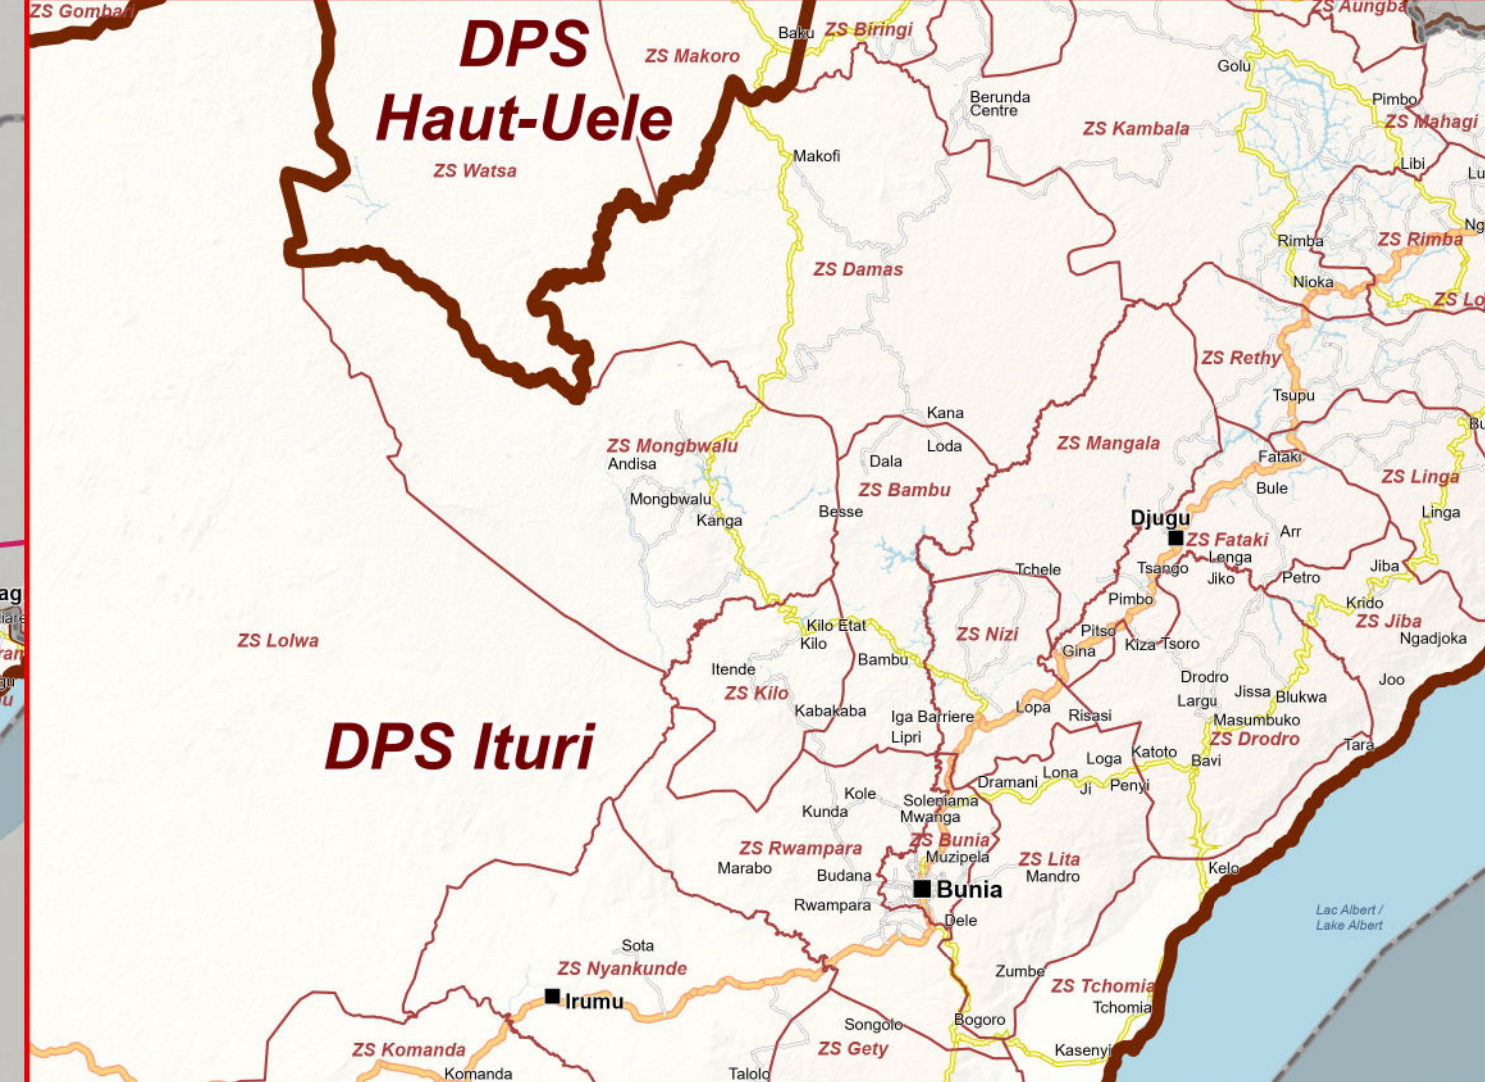 ZS Gombari
DPS
Haut-Uele
ZS Makoro
Baku
ZS Biringi
ZS Aungba
Golu
Berunda
Centre
Pimbo
ZS Kambala
ZS Mahagi
Makofi
Libi
ZS Watsa
Lu
Ng
Rimba
ZS Rimba
ZS Damas
Nioka
ZS Lo
ZS Rethy
Tsupu
Kana
Bu
ZS Mongbwalu
Loda
ZS Mangala
Andisa
Dala
Fataki
ZS Linga
ZS Bambu
Bule
Mongbwalu
Besse
Linga
Kanga
Djugu
Arr
ZS Fataki
Lenga
Tchele
Tsango
Jiko
Petro
Jiba
ag
Pimbo
Krido
Kilo Etat
Kilo
ZS Nizi
Pitso
ZS Jiba
ZS Lolwa
Gina
Kiza
Tsoro
Ngadjoka
Bambu
Itende
Drodro
Joo
ZS Kilo
Jissa
Largu
Blukwa
Kabakaba
Iga Barriere
Lopa
Risasi
Masumbuko
Lipri
ZS Drodro
Tara
DPS Ituri
Katoto
Loga
Bavi
Dramani
Lona
Ji
Penyi
Kole
Soleniama
Kunda
Mwanga
ZS Rwampara
ZS Bunia
Muzipela
ZS Lita
Marabo
Budana
Mandro
Kelo
Bunia
Rwampara
Dele
Lac Albert /
Lake Albert
Sota
ZS Nyankunde
Zumbe
ZS Tchomia
Irumu
Tchomia
Songolo
Bogoro
ZS Komanda
ZS Gety
Kasenyi
Komanda
Talolo